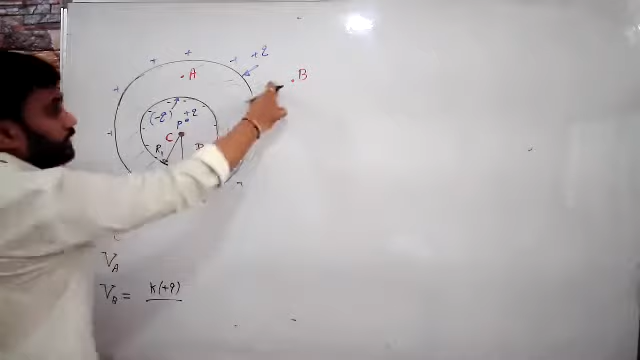 + + + + + +q
A
B
(-q) +q
P
C
R₁
V_A
V_B = K(+q)